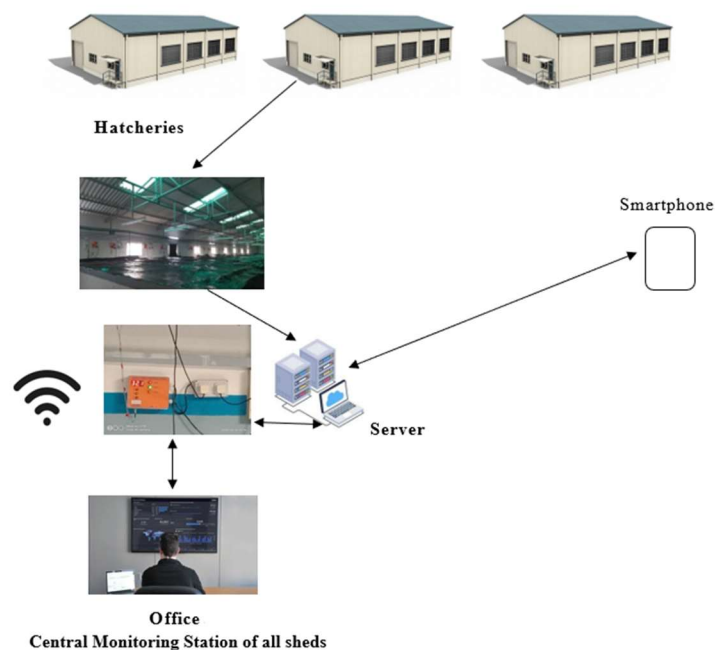 Hatcheries
Smartphone
Server
Office
Central Monitoring Station of all sheds